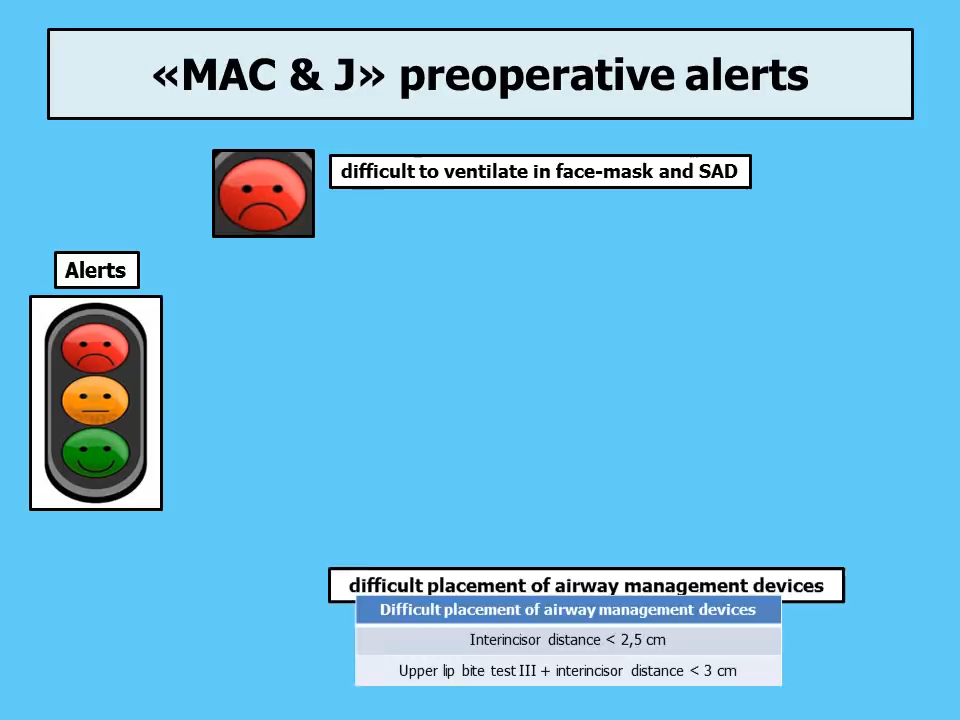 «MAC & J» preoperative alerts
difficult to ventilate in face-mask and SAD
Alerts
difficult placement of airway management devices
Difficult placement of airway management devices
Interincisor distance < 2,5 cm
Upper lip bite test III + interincisor distance < 3 cm